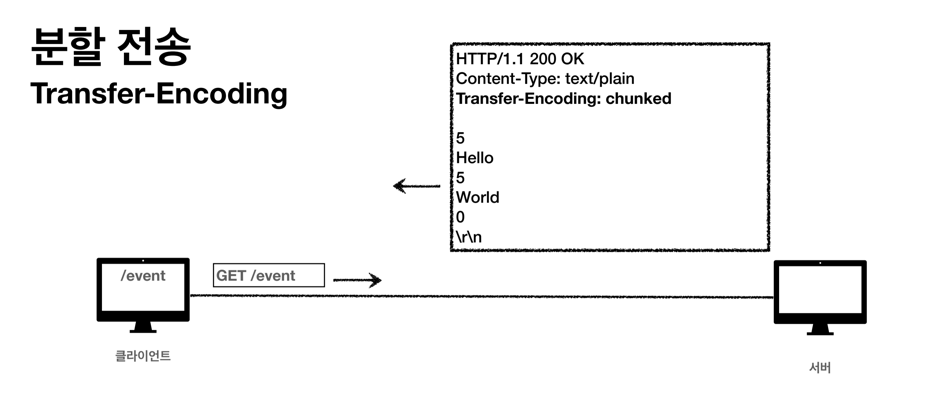 분할 전송
Transfer-Encoding
HTTP/1.1 200 OK
Content-Type: text/plain
Transfer-Encoding: chunked
5
Hello
5
World
0
\r\n
/event
GET /event
클라이언트
서버